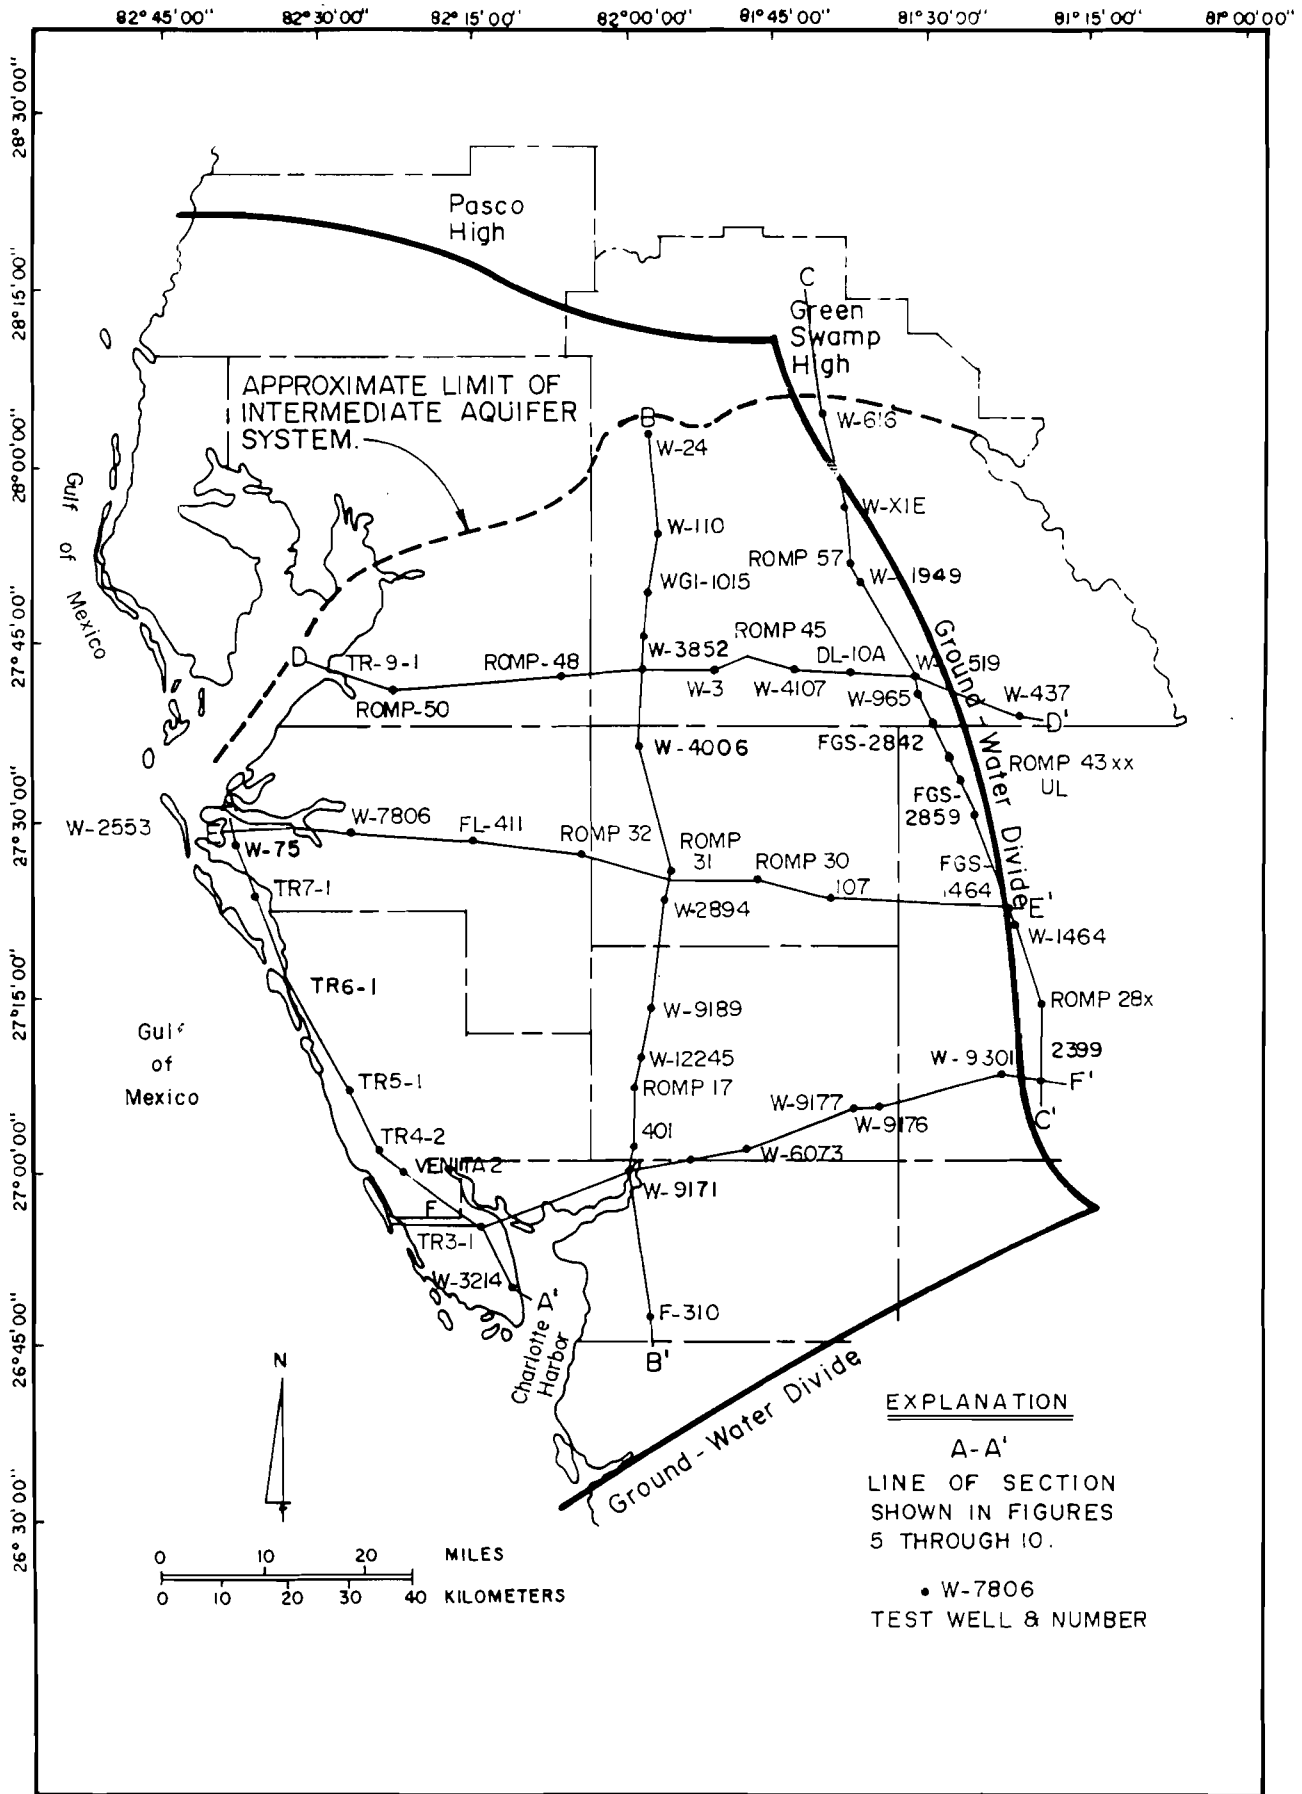 82°45'00"
82°30'00"
82°15'00"
82°00'00"
81°45'00"
81°30'00"
81°15'00"
81°00'00"
28°30'00"
28°15'00"
28°00'00"
27°45'00"
27°30'00"
27°15'00"
27°00'00"
26°45'00"
26°30'00"
Pasco
High
C
Green
Swamp
High
APPROXIMATE LIMIT OF
INTERMEDIATE AQUIFER
SYSTEM.
B
W-616
W-24
Gulf
of
Mexico
W-X1E
W-110
ROMP 57
W-1949
WGI-1015
Ground-Water Divide
ROMP 45
D
TR-9-1
ROMP-48
W-3852
DL-10A
W-519
W-3
W-4107
W-965
W-437
ROMP-50
D'
W-4006
FGS-2842
ROMP 43xx
UL
FGS-
2859
W-2553
E
W-7806
FL-411
ROMP 32
ROMP
31
ROMP 30
W-75
FGS-
1464
107
TR7-1
E'
W-2894
W-1464
TR6-1
ROMP 28x
W-9189
Gulf
of
Mexico
W-12245
2399
W-9301
TR5-1
ROMP 17
F'
W-9177
W-9176
C'
TR4-2
401
W-6073
VENITA 2
W-9171
F
TR3-1
W-3214
A'
F-310
Charlotte
Harbor
B'
Ground-Water Divide
N
EXPLANATION
A-A'
LINE OF SECTION
SHOWN IN FIGURES
5 THROUGH 10.
0 10 20 MILES
0 10 20 30 40 KILOMETERS
W-7806
TEST WELL & NUMBER